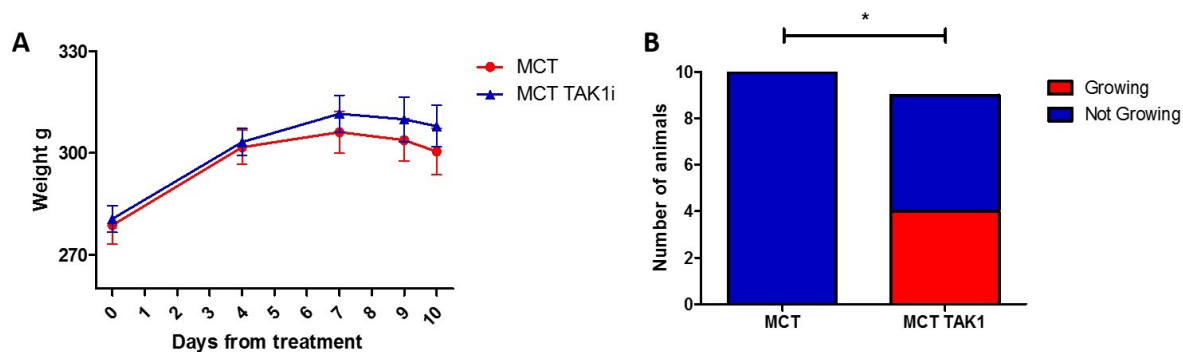 A
330
300
270
Weight g
0 1 2 3 4 5 6 7 8 9 10
Days from treatment
MCT
MCT TAK1i
B
*
10
8
6
4
2
0
Number of animals
MCT
MCT TAK1
Growing
Not Growing